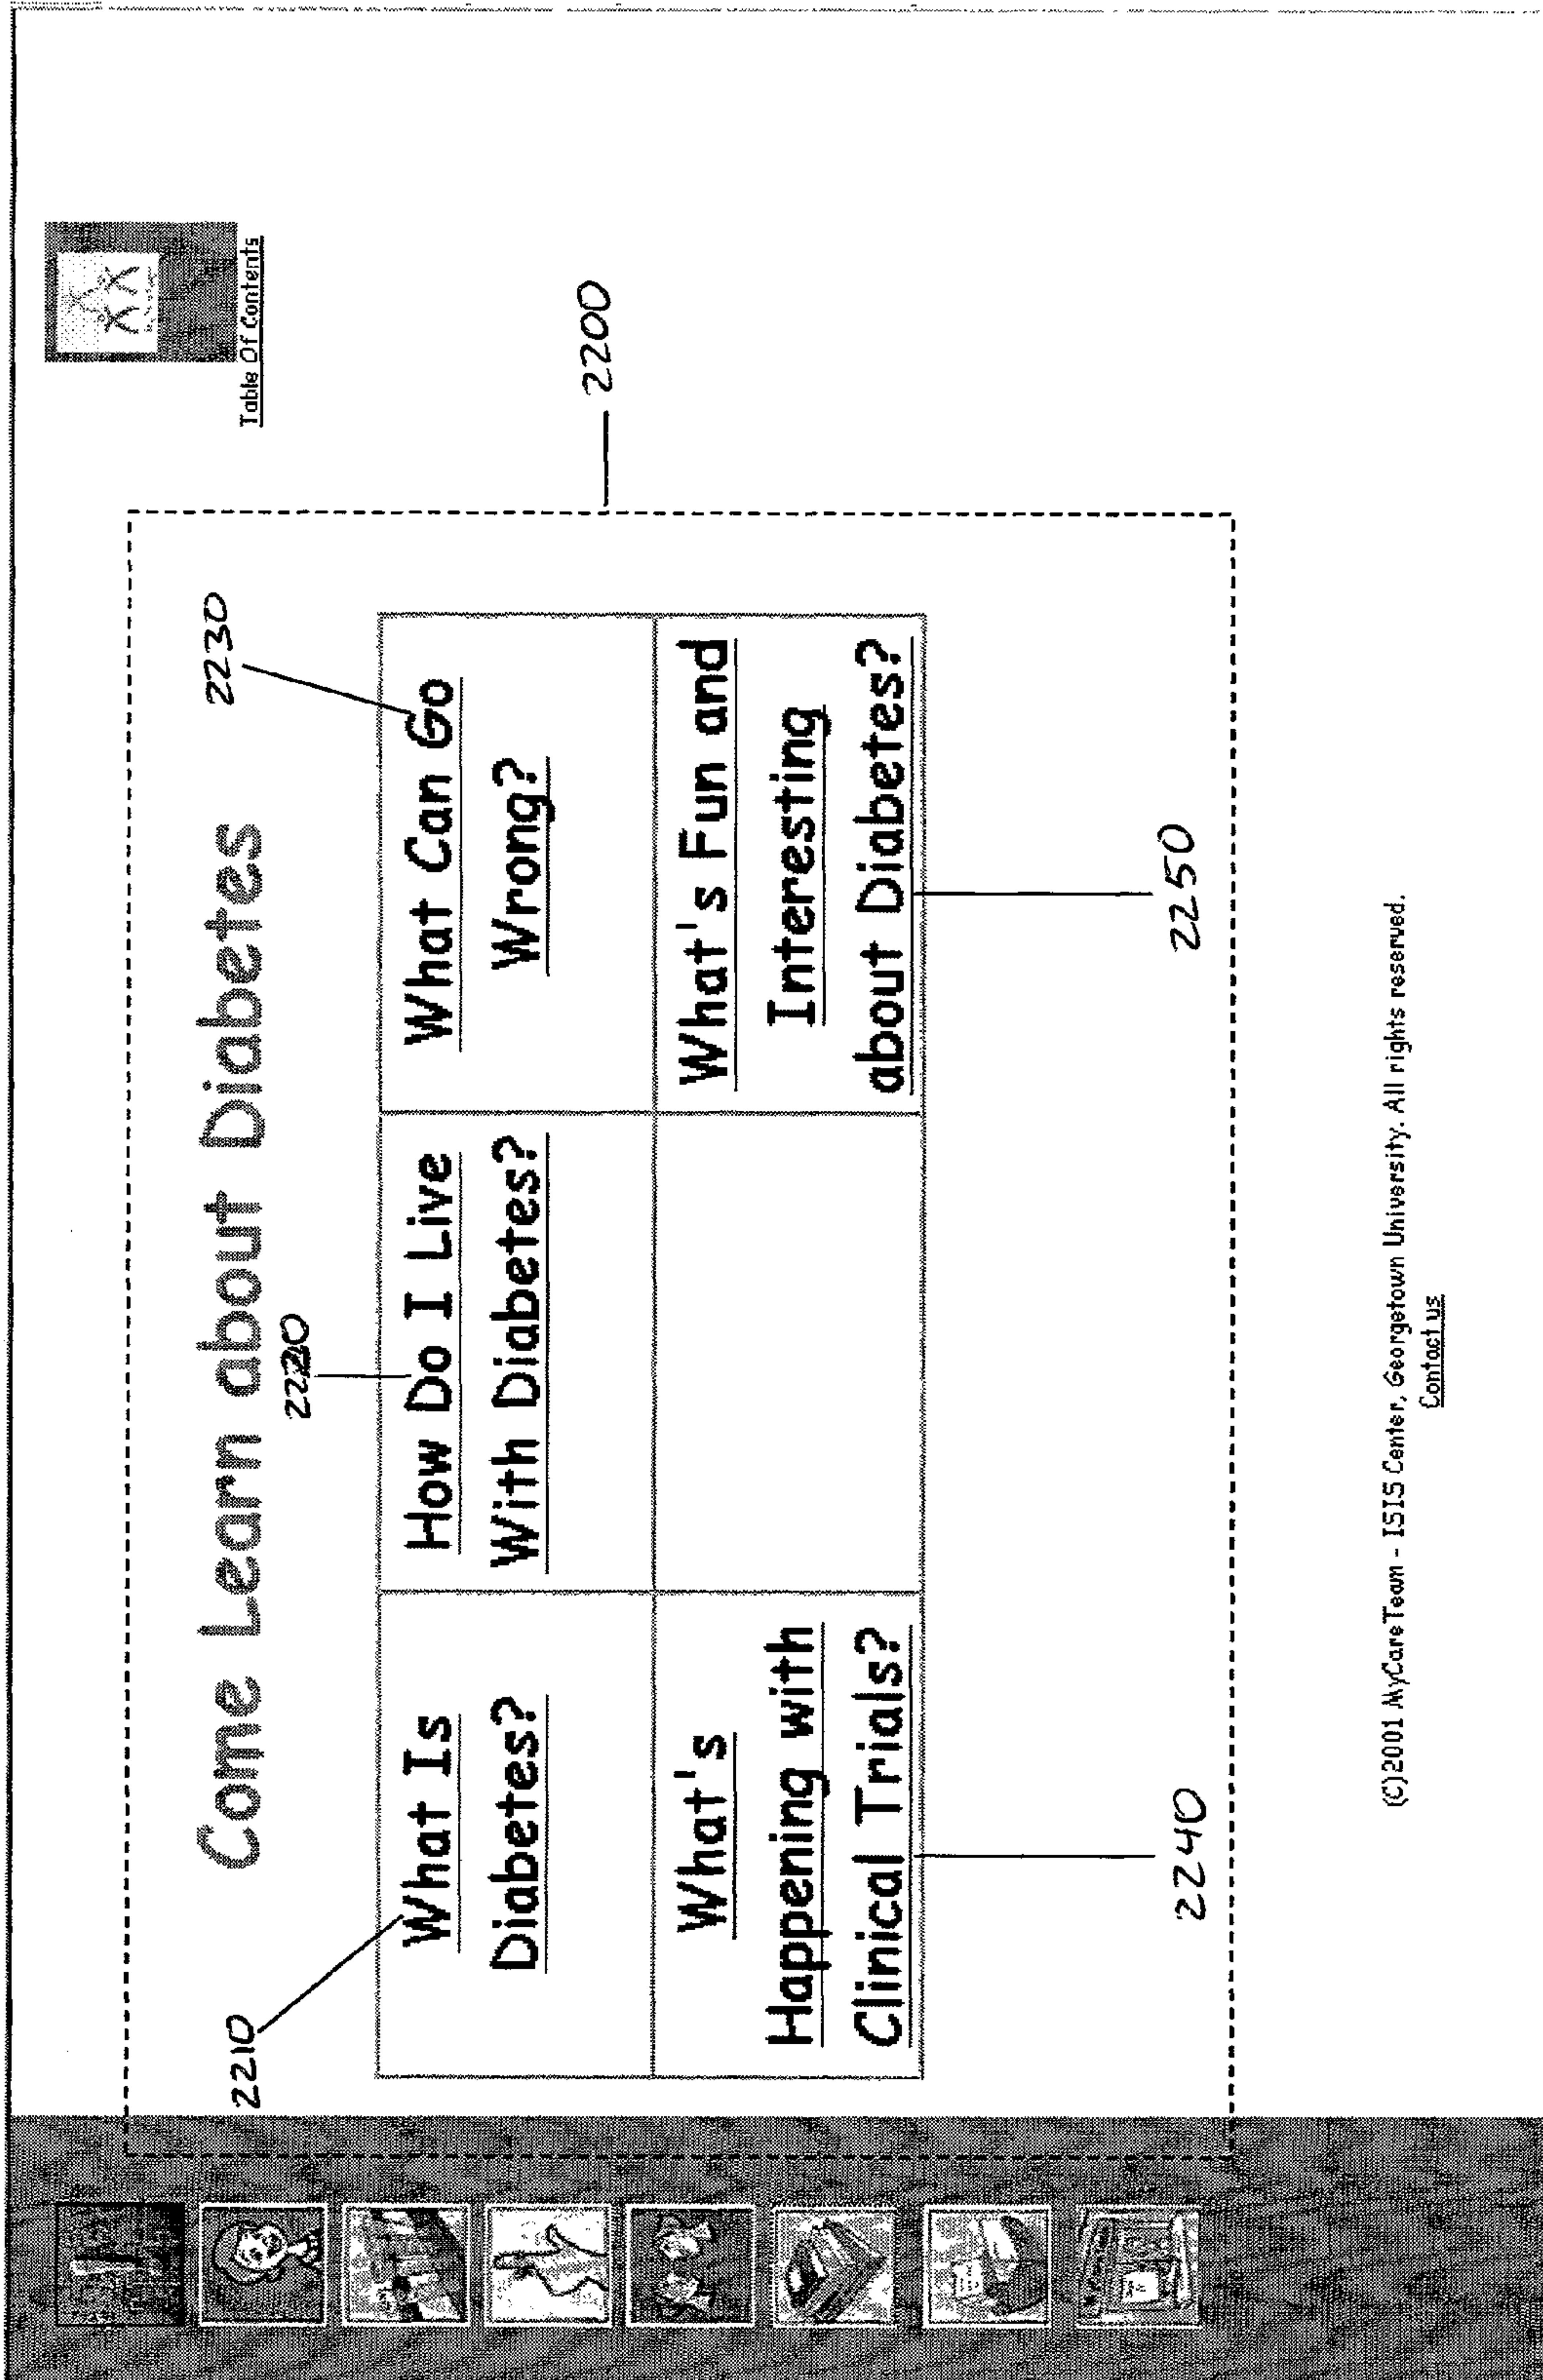 Table Of Contents
2200
Come Learn about Diabetes
2210
2220
2230
What Is
Diabetes?
How Do I Live
With Diabetes?
What Can Go
Wrong?
What's
Happening with
Clinical Trials?
What's Fun and
Interesting
about Diabetes?
2240
2250
(C)2001 MyCareTeam - ISIS Center, Georgetown University. All rights reserved.
Contact us